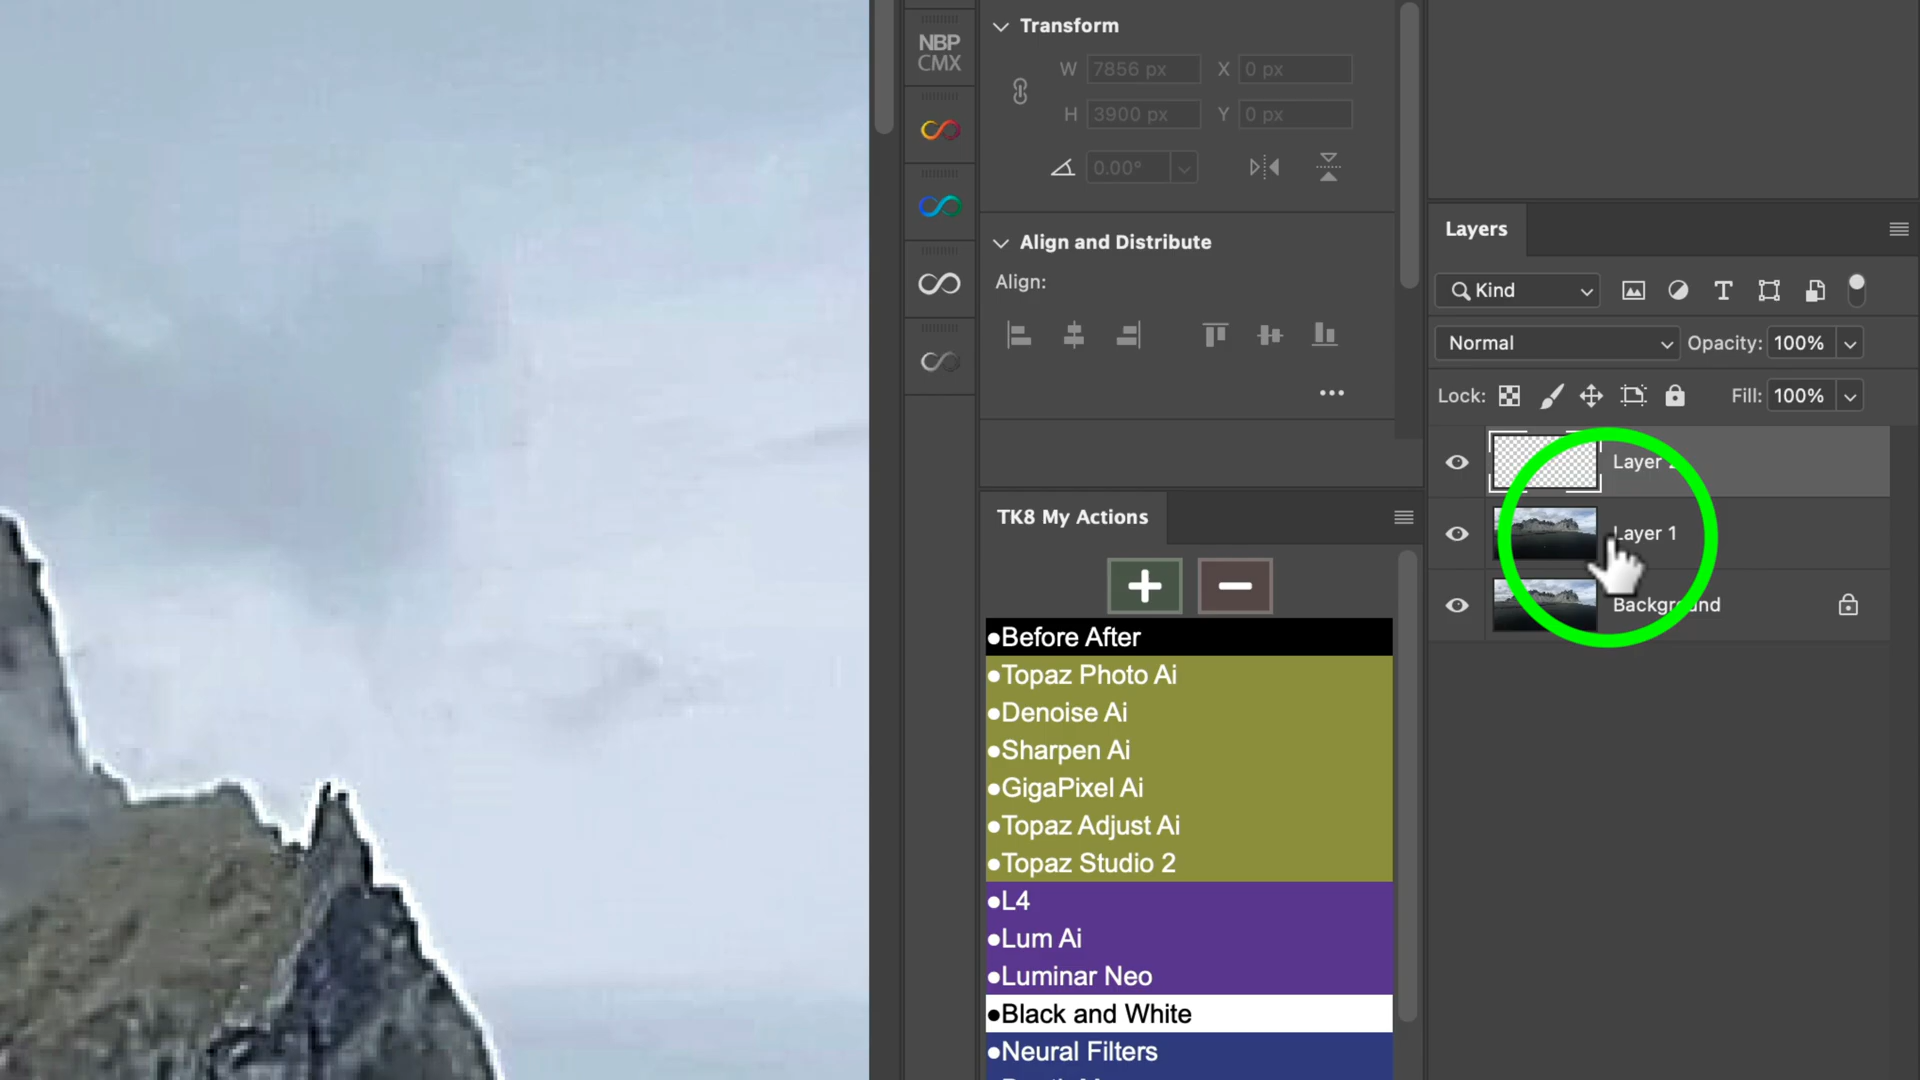 NBP
CMX
Transform
W 7856 px X 0 px
H 3900 px Y 0 px
0.00°
Align and Distribute
Align:
TK8 My Actions
Before After
Topaz Photo Ai
Denoise Ai
Sharpen Ai
GigaPixel Ai
Topaz Adjust Ai
Topaz Studio 2
L4
Lum Ai
Luminar Neo
Black and White
Neural Filters
Layers
Kind
Normal Opacity: 100%
Lock: Fill: 100%
Layer
Layer 1
Background